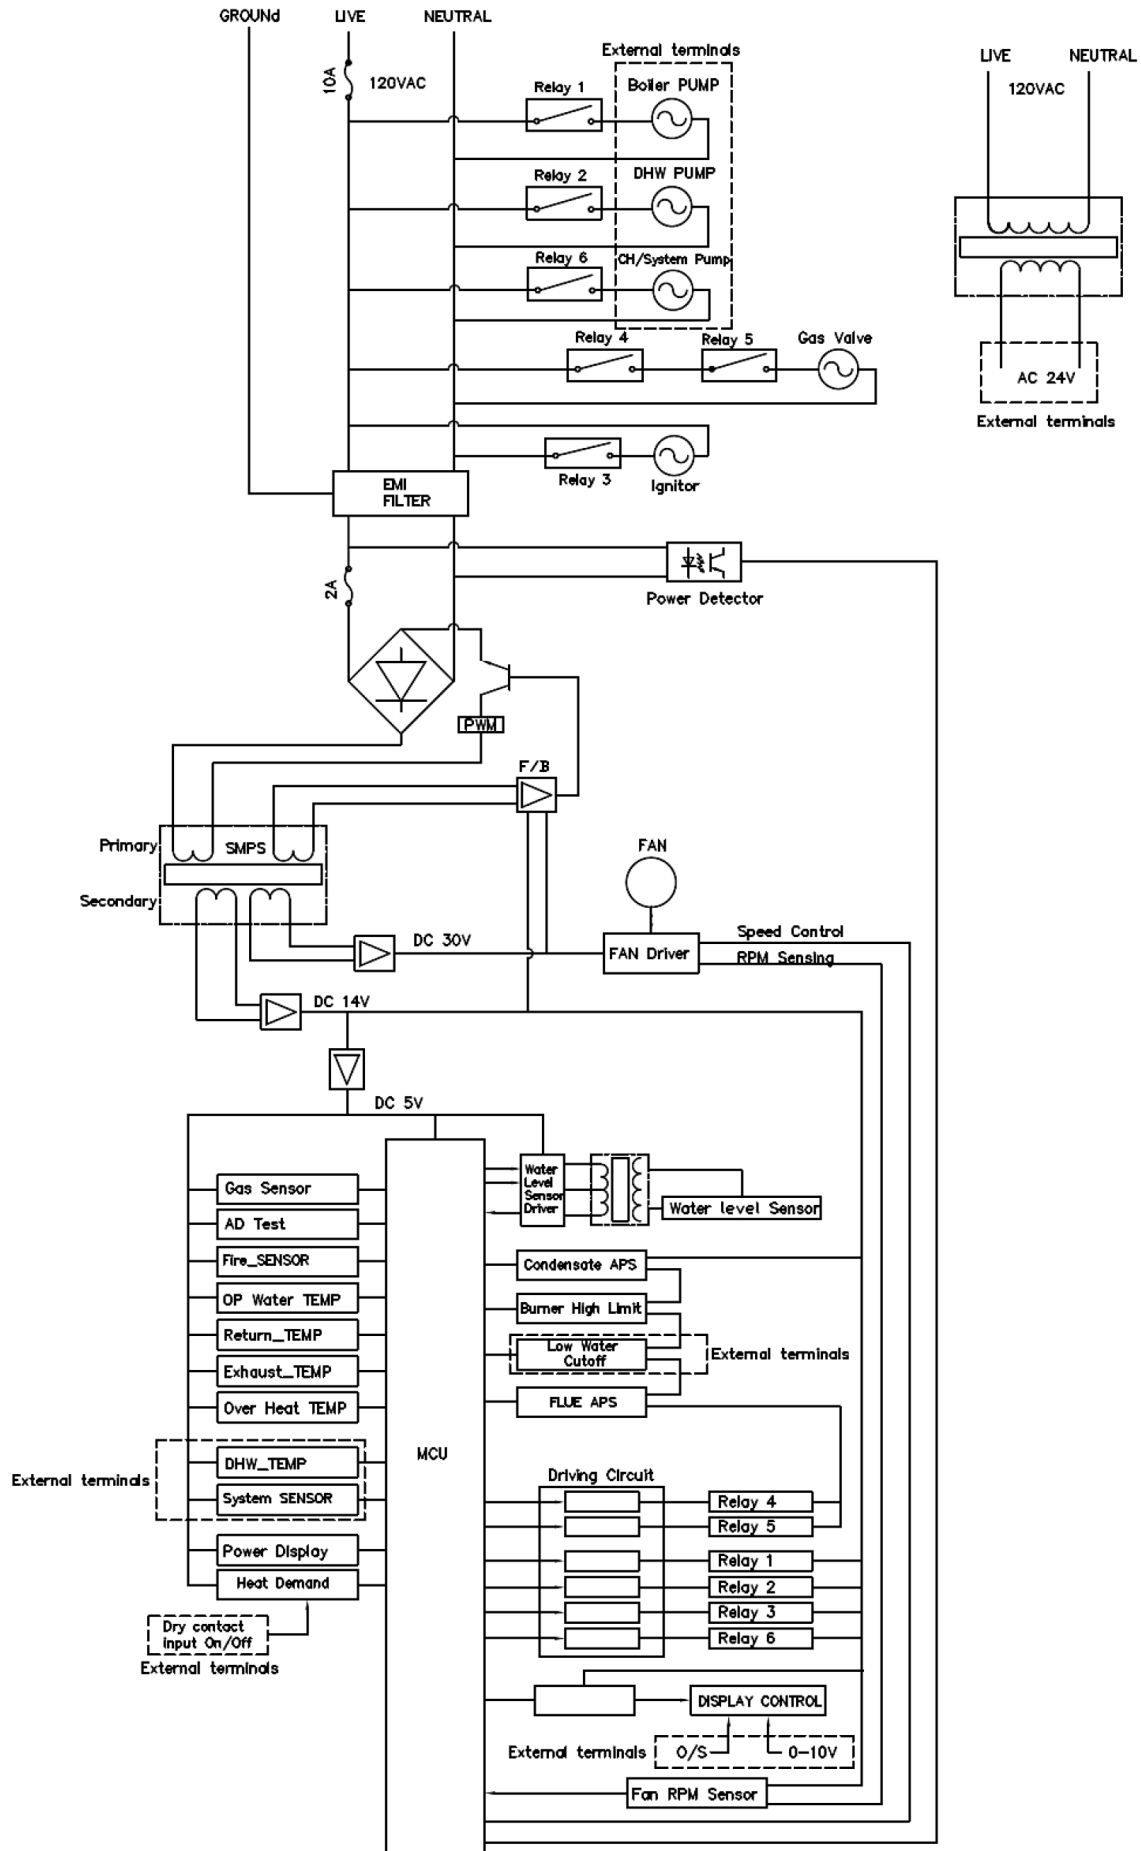 GROUNd
LIVE
NEUTRAL
10A
120VAC
External terminals
Relay 1
Boiler PUMP
Relay 2
DHW PUMP
Relay 6
CH/System Pump
Relay 4
Relay 5
Gas Valve
Relay 3
Ignitor
LIVE
NEUTRAL
120VAC
AC 24V
External terminals
EMI
FILTER
2A
Power Detector
PWM
F/B
Primary
SMPS
Secondary
FAN
DC 30V
FAN Driver
Speed Control
RPM Sensing
DC 14V
DC 5V
Gas Sensor
AD Test
Fire_SENSOR
OP Water TEMP
Return_TEMP
Exhaust_TEMP
Over Heat TEMP
External terminals
DHW_TEMP
System SENSOR
Power Display
Heat Demand
Dry contact
input On/Off
External terminals
MCU
Water
Level
Sensor
Driver
Water level Sensor
Condensate APS
Burner High Limit
Low Water
Cutoff
External terminals
FLUE APS
Driving Circuit
Relay 4
Relay 5
Relay 1
Relay 2
Relay 3
Relay 6
DISPLAY CONTROL
External terminals
O/S
0-10V
Fan RPM Sensor